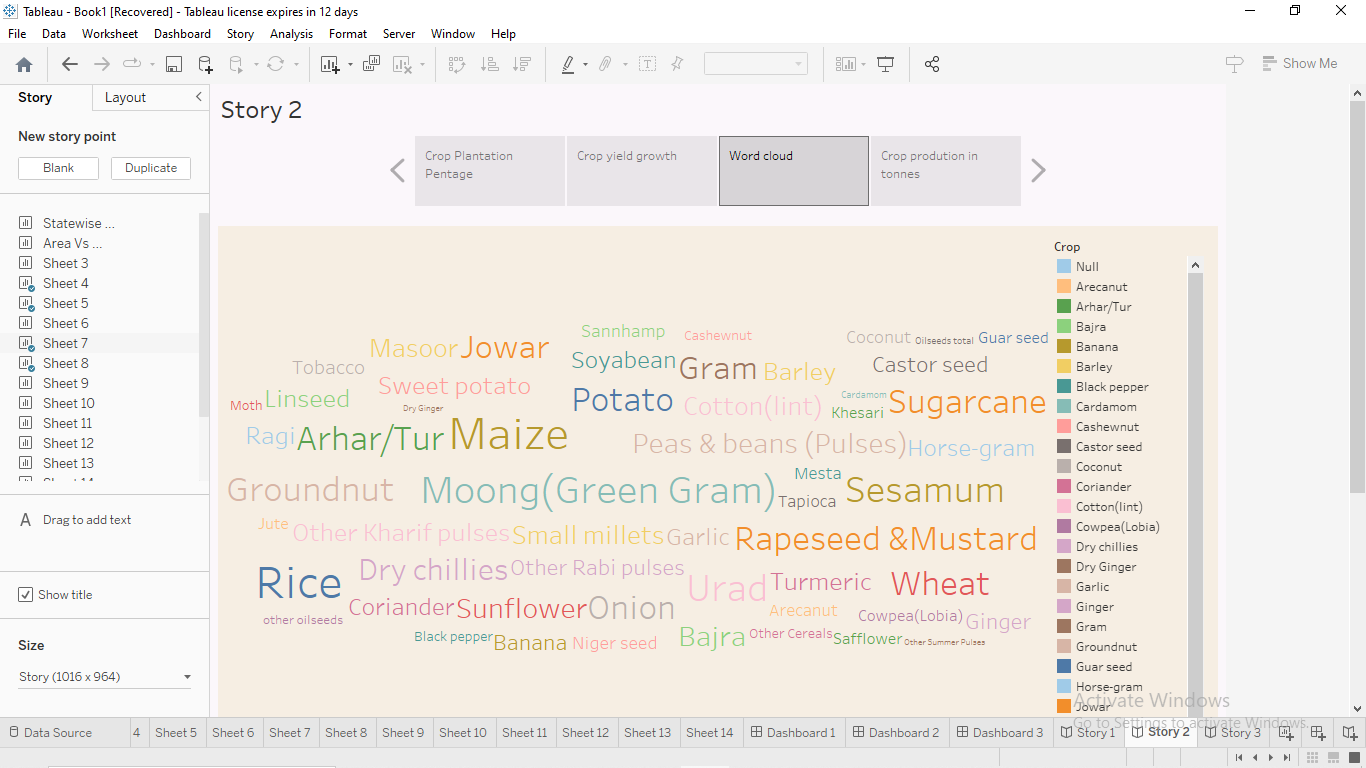 Tableau - Book1 [Recovered] - Tableau license expires in 12 days
File Data Worksheet Dashboard Story Analysis Format Server Window Help
Show Me
Story Layout
New story point
Blank Duplicate
Statewise ...
Area Vs ...
Sheet 3
Sheet 4
Sheet 5
Sheet 6
Sheet 7
Sheet 8
Sheet 9
Sheet 10
Sheet 11
Sheet 12
Sheet 13
Sheet 14
A Drag to add text
Show title
Size
Story (1016 x 964)
Story 2
Crop Plantation
Pentage
Crop yield growth
Word cloud
Crop prodution in
tonnes
Sannhamp Cashewnut Coconut Oilseeds total Guar seed
Masoor Jowar
Tobacco Soyabean Gram Barley Castor seed
Sweet potato
Moth Linseed Dry Ginger Potato Cotton(lint) Cardamom Khesari Sugarcane
Ragi Arhar/Tur Maize Peas & beans (Pulses) Horse-gram
Groundnut Moong(Green Gram) Mesta Tapioca Sesamum
Jute Other Kharif pulses Small millets Garlic Rapeseed &Mustard
Rice Dry chillies Other Rabi pulses Urad Turmeric Wheat
other oilseeds Coriander Sunflower Onion Arecanut Cowpea(Lobia) Ginger
Black pepper Banana Niger seed Bajra Other Cereals Safflower Other Summer Pulses
Crop
Null
Arecanut
Arhar/Tur
Bajra
Banana
Barley
Black pepper
Cardamom
Cashewnut
Castor seed
Coconut
Coriander
Cotton(lint)
Cowpea(Lobia)
Dry chillies
Dry Ginger
Garlic
Ginger
Gram
Groundnut
Guar seed
Horse-gram
Jowar
Activate Windows
Go to Settings to activate Windows.
Data Source 4 Sheet 5 Sheet 6 Sheet 7 Sheet 8 Sheet 9 Sheet 10 Sheet 11 Sheet 12 Sheet 13 Sheet 14 Dashboard 1 Dashboard 2 Dashboard 3 Story 1 Story 2 Story 3